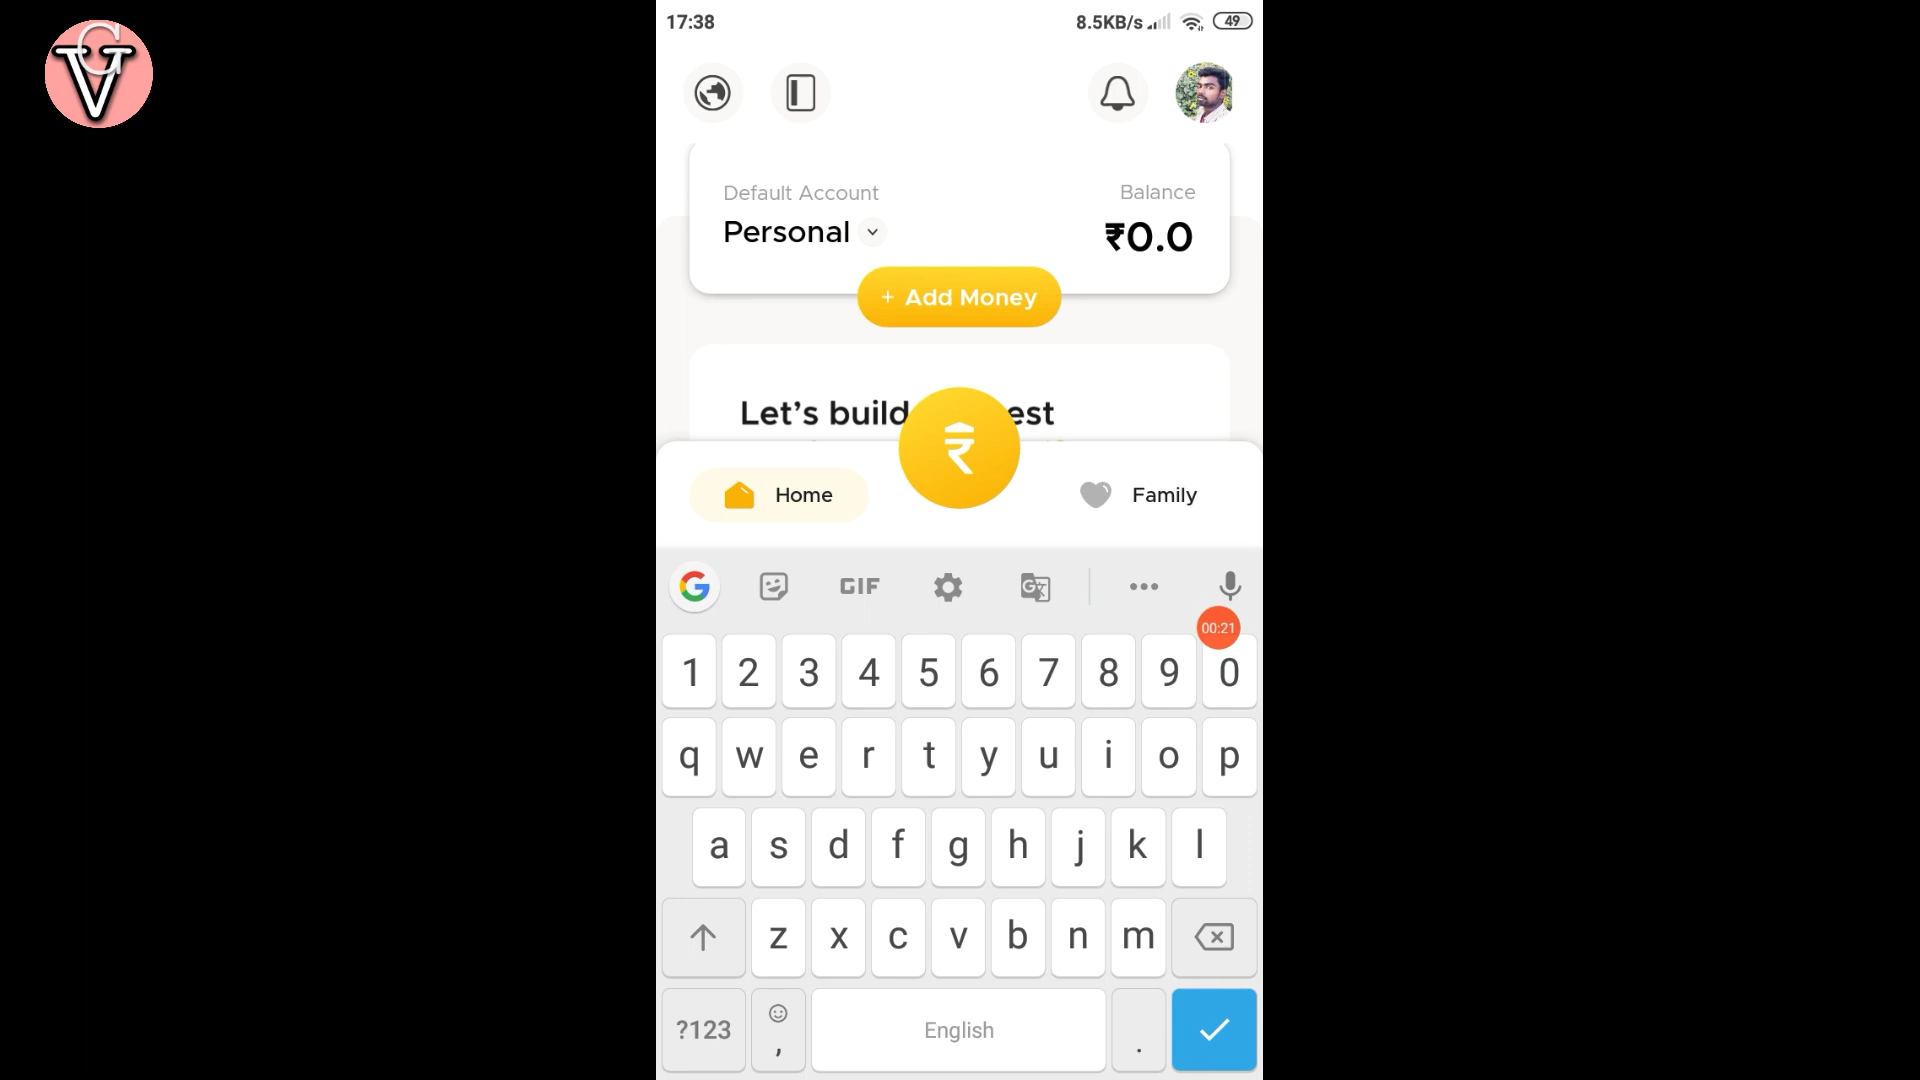 GV
17:38
8.5KB/s
49
Default Account
Balance
Personal
₹0.0
+ Add Money
Let's build
est
₹
Home
Family
G
GIF
G
00:21
1 2 3 4 5 6 7 8 9 0
q w e r t y u i o p
a s d f g h j k l
z x c v b n m
?123
,
English
.